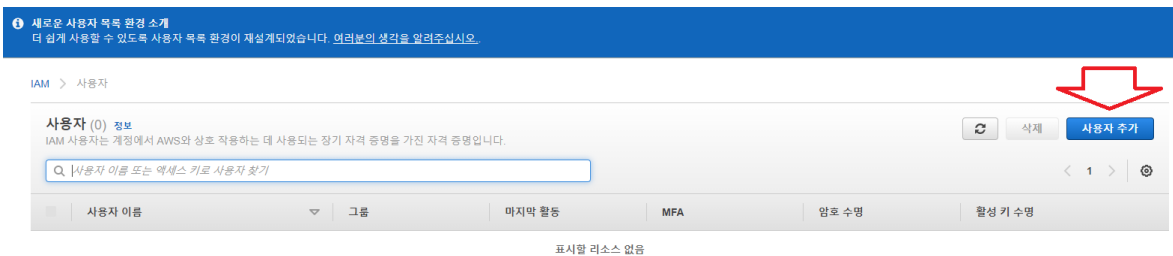 새로운 사용자 목록 환경 소개
더 쉽게 사용할 수 있도록 사용자 목록 환경이 재설계되었습니다. 여러분의 생각을 알려주십시오.
IAM > 사용자
사용자 (0) 정보
IAM 사용자는 계정에서 AWS와 상호 작용하는 데 사용되는 장기 자격 증명을 가진 자격 증명입니다.
삭제 사용자 추가
사용자 이름 또는 액세스 키로 사용자 찾기
< 1 >
사용자 이름 그룹 마지막 활동 MFA 암호 수명 활성 키 수명
표시할 리소스 없음